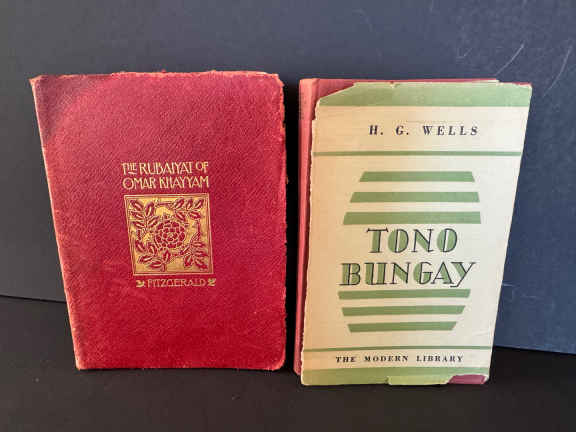 THE RUBAIYAT OF
OMAR KHAYYAM
FITZGERALD
H. G. WELLS
TONO
BUNGAY
THE MODERN LIBRARY